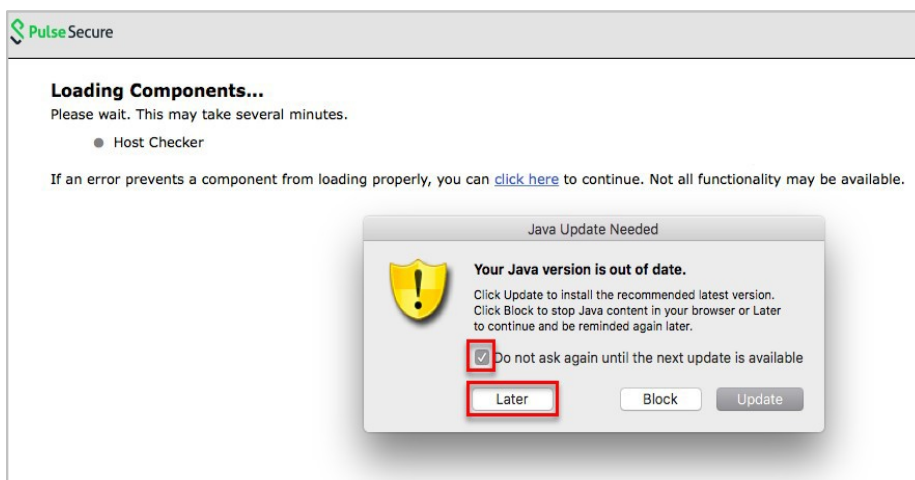 Pulse Secure
Loading Components...
Please wait. This may take several minutes.
Host Checker
If an error prevents a component from loading properly, you can click here to continue. Not all functionality may be available.
Java Update Needed
Your Java version is out of date.
Click Update to install the recommended latest version.
Click Block to stop Java content in your browser or Later
to continue and be reminded again later.
Do not ask again until the next update is available
Later Block Update